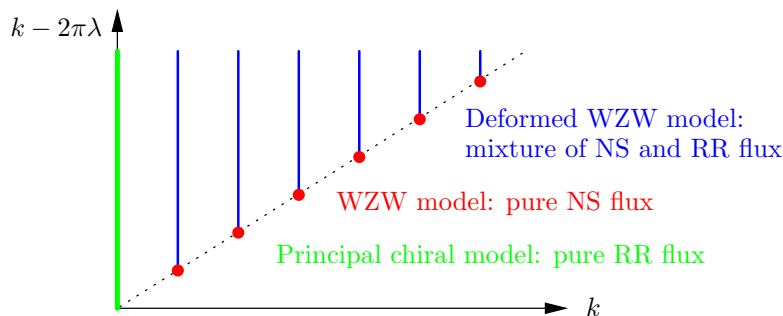 k − 2πλ
Deformed WZW model:
mixture of NS and RR flux
WZW model: pure NS flux
Principal chiral model: pure RR flux
k